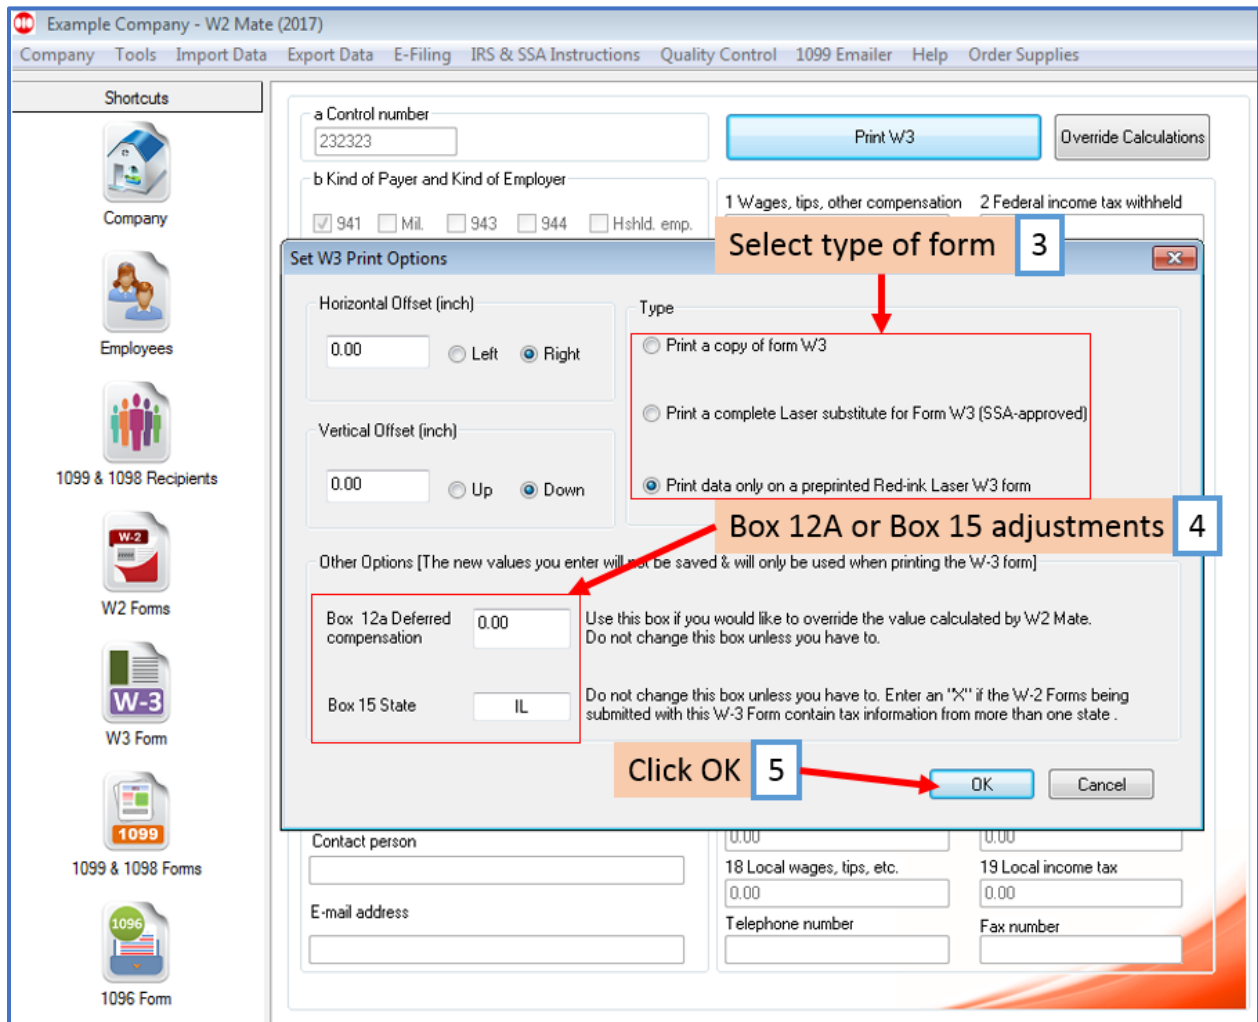 Example Company - W2 Mate (2017)
Company Tools Import Data Export Data E-Filing IRS & SSA Instructions Quality Control 1099 Emailer Help Order Supplies
Shortcuts
Company
Employees
1099 & 1098 Recipients
W-2
W2 Forms
W-3
W3 Form
1099
1099 & 1098 Forms
1096
1096 Form
a Control number
232323
Print W3
Override Calculations
b Kind of Payer and Kind of Employer
941 Mil. 943 944 Hshld. emp.
1 Wages, tips, other compensation
2 Federal income tax withheld
Select type of form 3
Set W3 Print Options
Horizontal Offset (inch)
0.00 Left Right
Vertical Offset (inch)
0.00 Up Down
Type
Print a copy of form W3
Print a complete Laser substitute for Form W3 (SSA-approved)
Print data only on a preprinted Red-ink Laser W3 form
Box 12A or Box 15 adjustments 4
Other Options [The new values you enter will not be saved & will only be used when printing the W-3 form]
Box 12a Deferred
compensation
0.00
Use this box if you would like to override the value calculated by W2 Mate.
Do not change this box unless you have to.
Box 15 State
IL
Do not change this box unless you have to. Enter an "X" if the W-2 Forms being
submitted with this W-3 Form contain tax information from more than one state .
Click OK 5
OK
Cancel
Contact person
E-mail address
0.00
0.00
18 Local wages, tips, etc.
19 Local income tax
0.00
0.00
Telephone number
Fax number